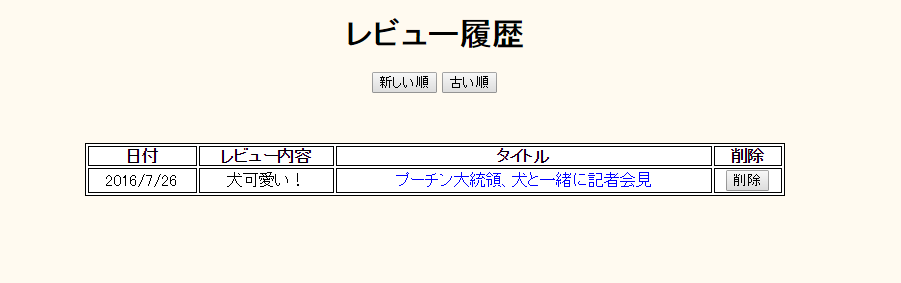 レビュー履歴
新しい順 古い順
日付 レビュー内容 タイトル 削除
2016/7/26 犬可愛い！ プーチン大統領、犬と一緒に記者会見 削除